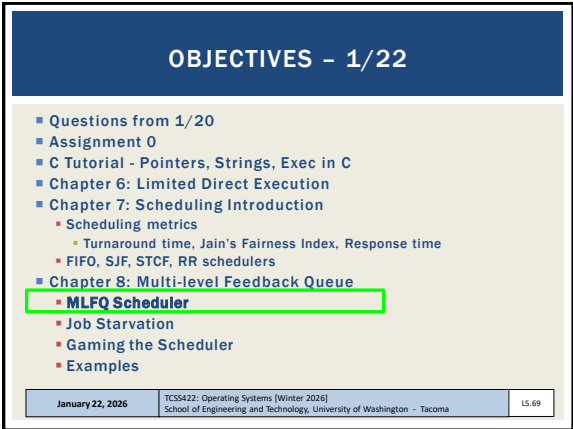 OBJECTIVES – 1/22
Questions from 1/20
Assignment 0
C Tutorial - Pointers, Strings, Exec in C
Chapter 6: Limited Direct Execution
Chapter 7: Scheduling Introduction
Scheduling metrics
Turnaround time, Jain's Fairness Index, Response time
FIFO, SJF, STCF, RR schedulers
Chapter 8: Multi-level Feedback Queue
MLFQ Scheduler
Job Starvation
Gaming the Scheduler
Examples
January 22, 2026
TCSS422: Operating Systems [Winter 2026]
School of Engineering and Technology, University of Washington - Tacoma
L5.69